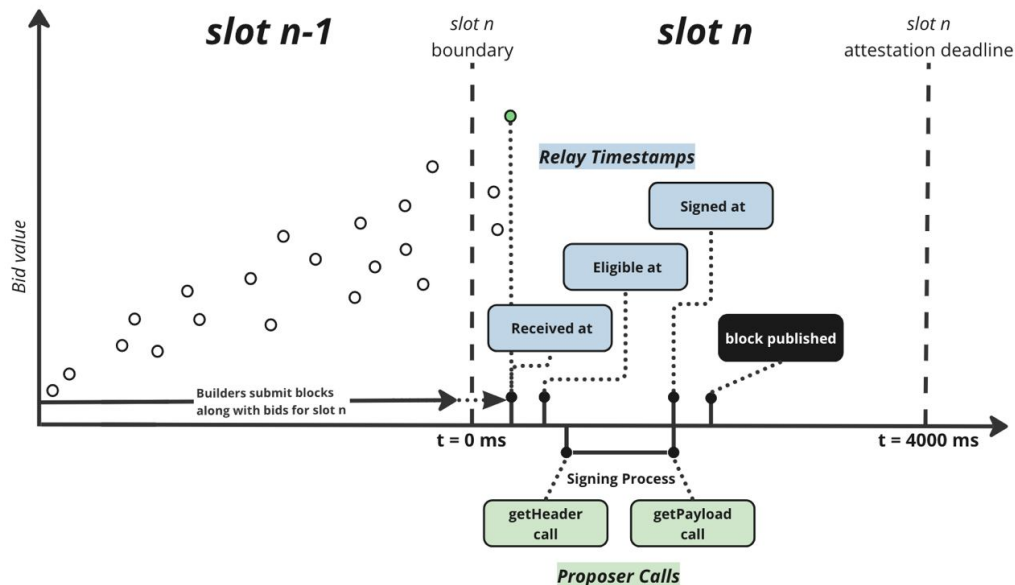 slot n-1
slot n
boundary
slot n
slot n
attestation deadline
Bid value
Relay Timestamps
Signed at
Eligible at
Received at
block published
Builders submit blocks
along with bids for slot n
t = 0 ms
t = 4000 ms
Signing Process
getHeader
call
getPayload
call
Proposer Calls